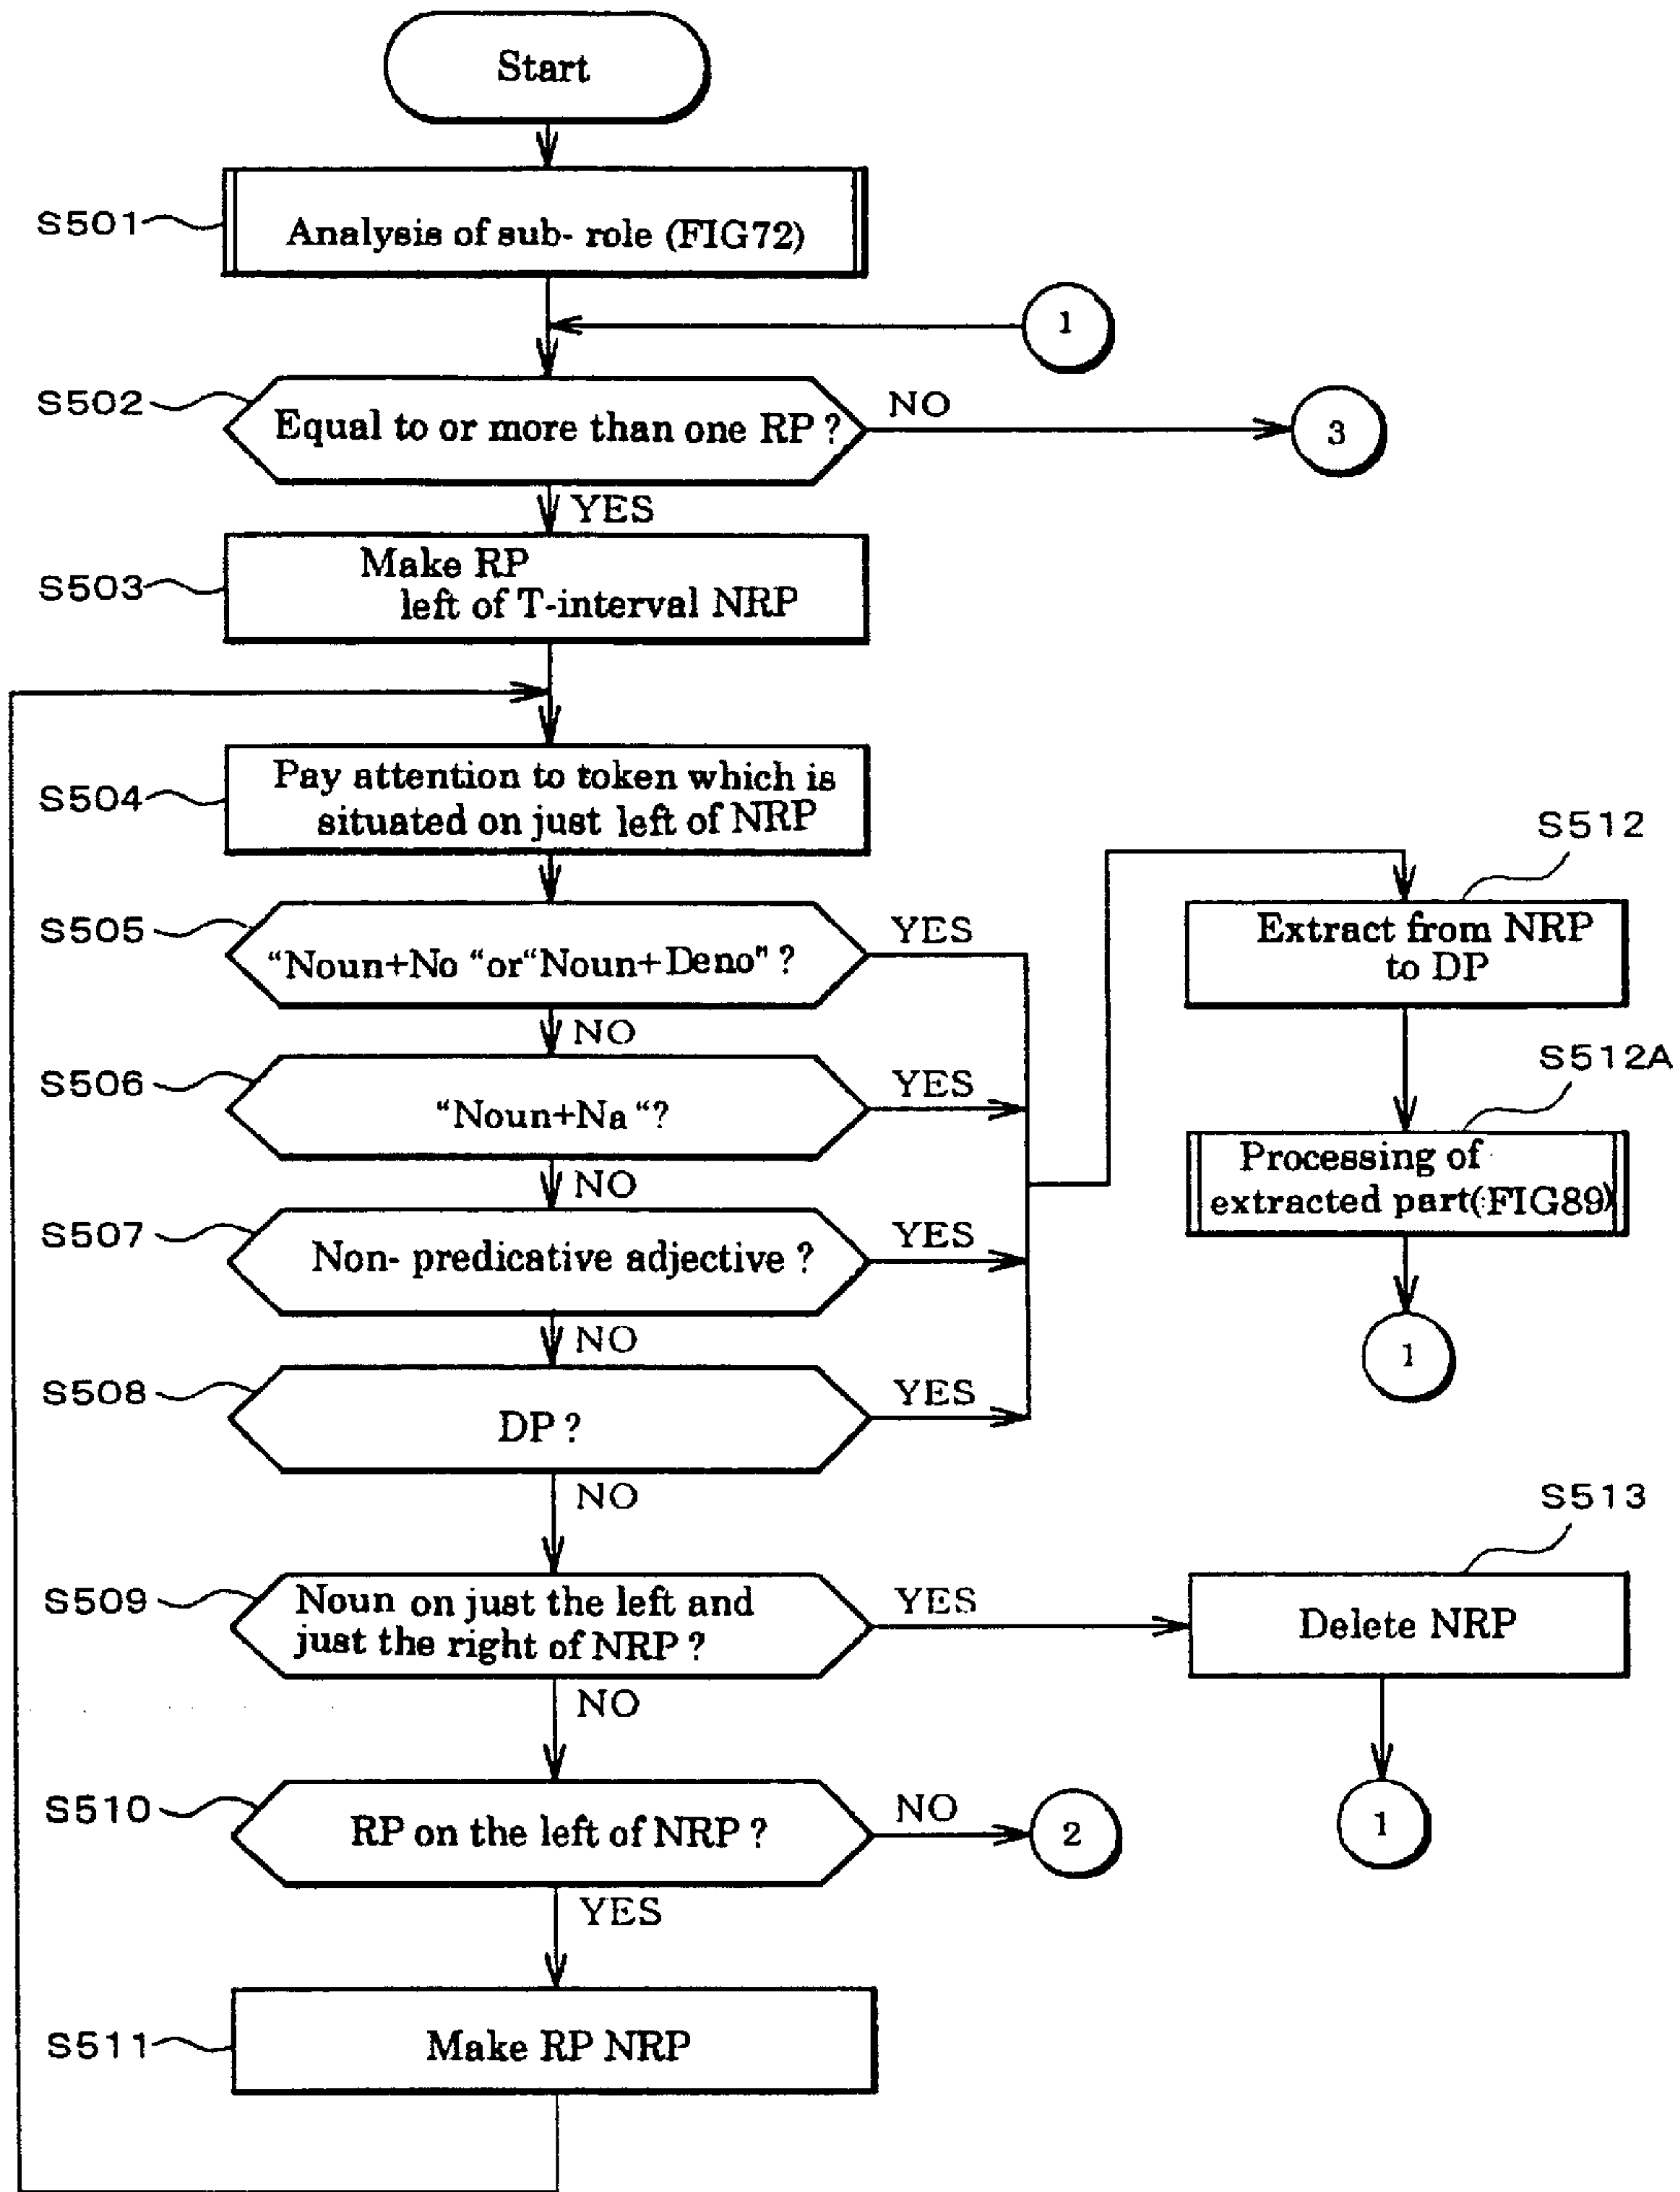 Start
S501
Analysis of sub- role (FIG72)
1
S502
Equal to or more than one RP ?
NO
3
YES
S503
Make RP
left of T-interval NRP
S504
Pay attention to token which is
situated on just left of NRP
S512
Extract from NRP
to DP
S505
“Noun+No “or“Noun+Deno" ?
YES
NO
S512A
Processing of
extracted part(FIG89)
S506
“Noun+Na “?
YES
NO
S507
Non- predicative adjective ?
YES
NO
1
S508
DP ?
YES
NO
S513
S509
Noun on just the left and
just the right of NRP ?
YES
Delete NRP
NO
S510
RP on the left of NRP ?
NO
2
1
YES
S511
Make RP NRP